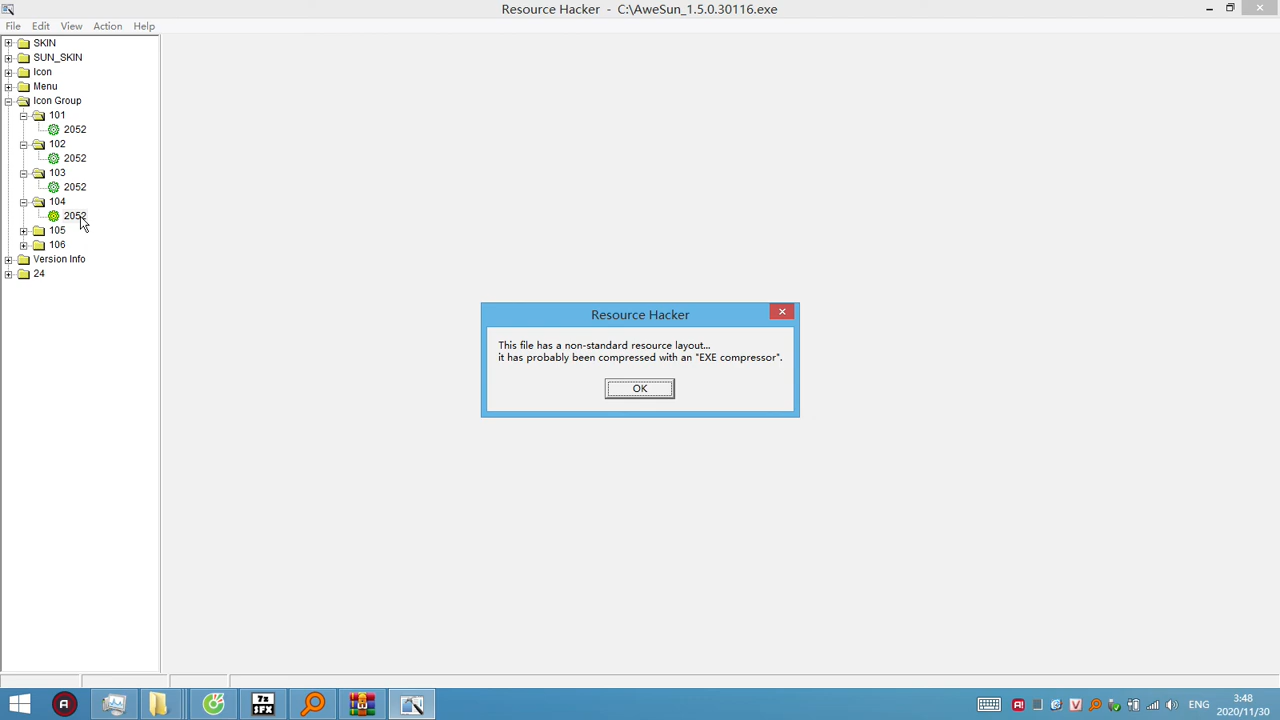 Resource Hacker - C:\AweSun_1.5.0.30116.exe
File Edit View Action Help
SKIN
SUN_SKIN
Icon
Menu
Icon Group
101
2052
102
2052
103
2052
104
2052
105
106
Version Info
24
Resource Hacker
This file has a non-standard resource layout...
it has probably been compressed with an "EXE compressor".
OK
7z
SFX
ENG
3:48
2020/11/30